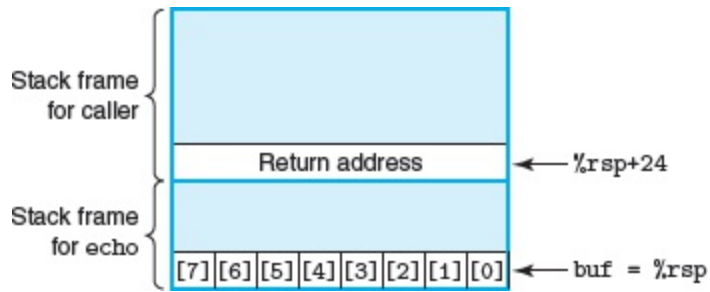 Stack frame
for caller
Return address
%rsp+24
Stack frame
for echo
[7] [6] [5] [4] [3] [2] [1] [0]
buf = %rsp